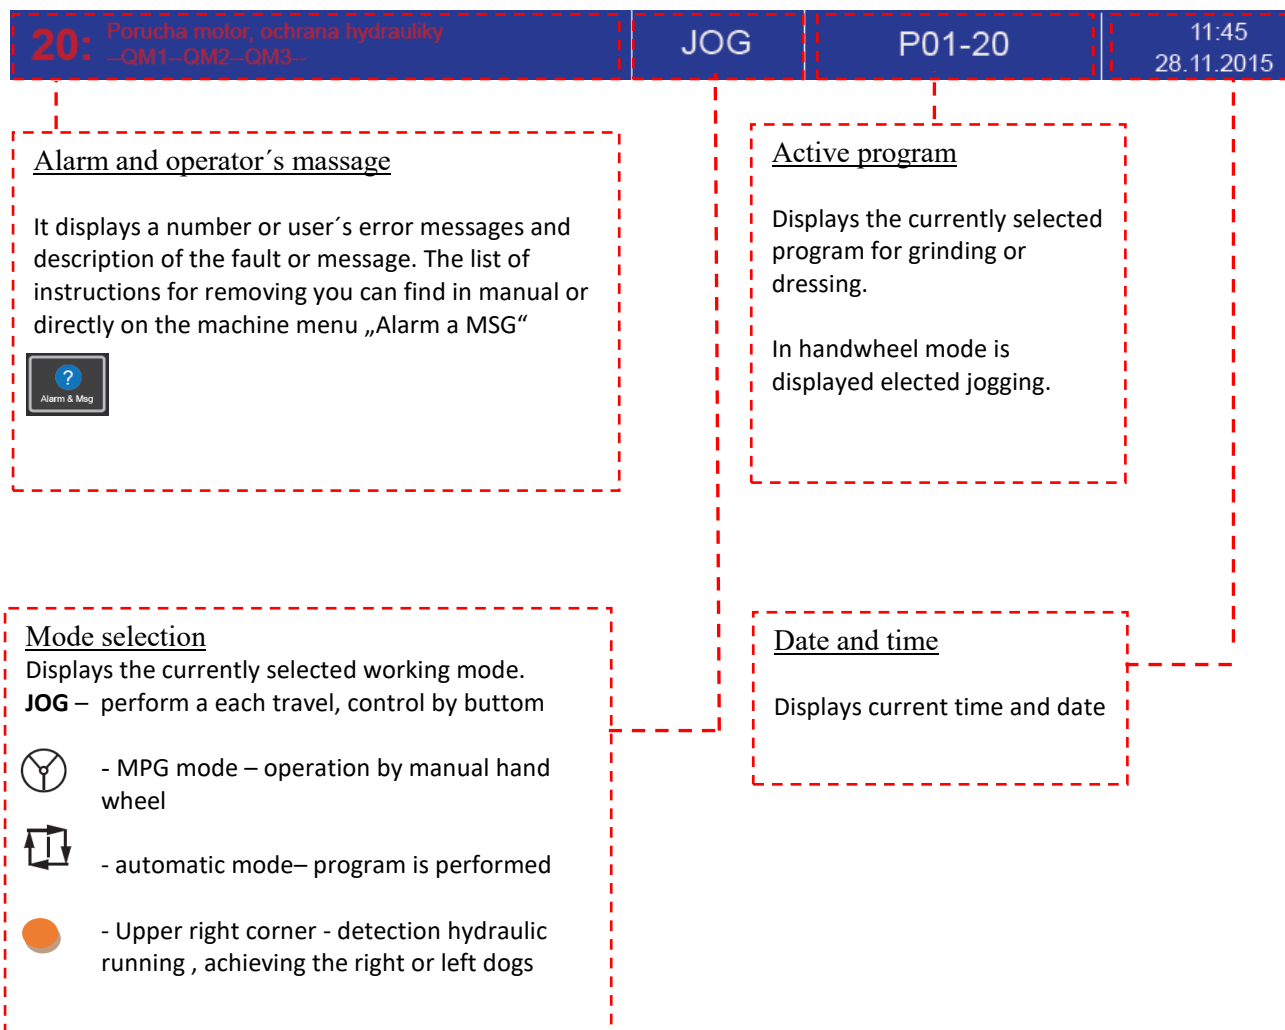 20: Porucha motor, ochrana hydrauliky
--QM1--QM2--QM3--
JOG
P01-20
11:45
28.11.2015
Alarm and operator´s massage
It displays a number or user´s error messages and
description of the fault or message. The list of
instructions for removing you can find in manual or
directly on the machine menu „Alarm a MSG“
?
Alarm & Msg
Active program
Displays the currently selected
program for grinding or
dressing.
In handwheel mode is
displayed elected jogging.
Mode selection
Displays the currently selected working mode.
JOG – perform a each travel, control by buttom
- MPG mode – operation by manual hand
wheel
- automatic mode– program is performed
- Upper right corner - detection hydraulic
running , achieving the right or left dogs
Date and time
Displays current time and date